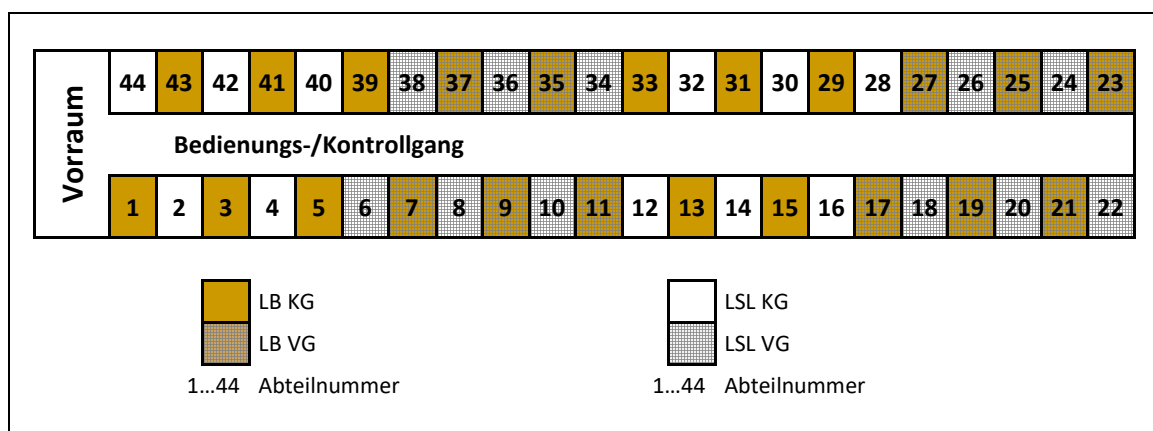 Vorraum
44 43 42 41 40 39 38 37 36 35 34 33 32 31 30 29 28 27 26 25 24 23
Bedienungs-/Kontrollgang
1 2 3 4 5 6 7 8 9 10 11 12 13 14 15 16 17 18 19 20 21 22
LB KG LSL KG
LB VG LSL VG
1...44 Abteilnummer 1...44 Abteilnummer